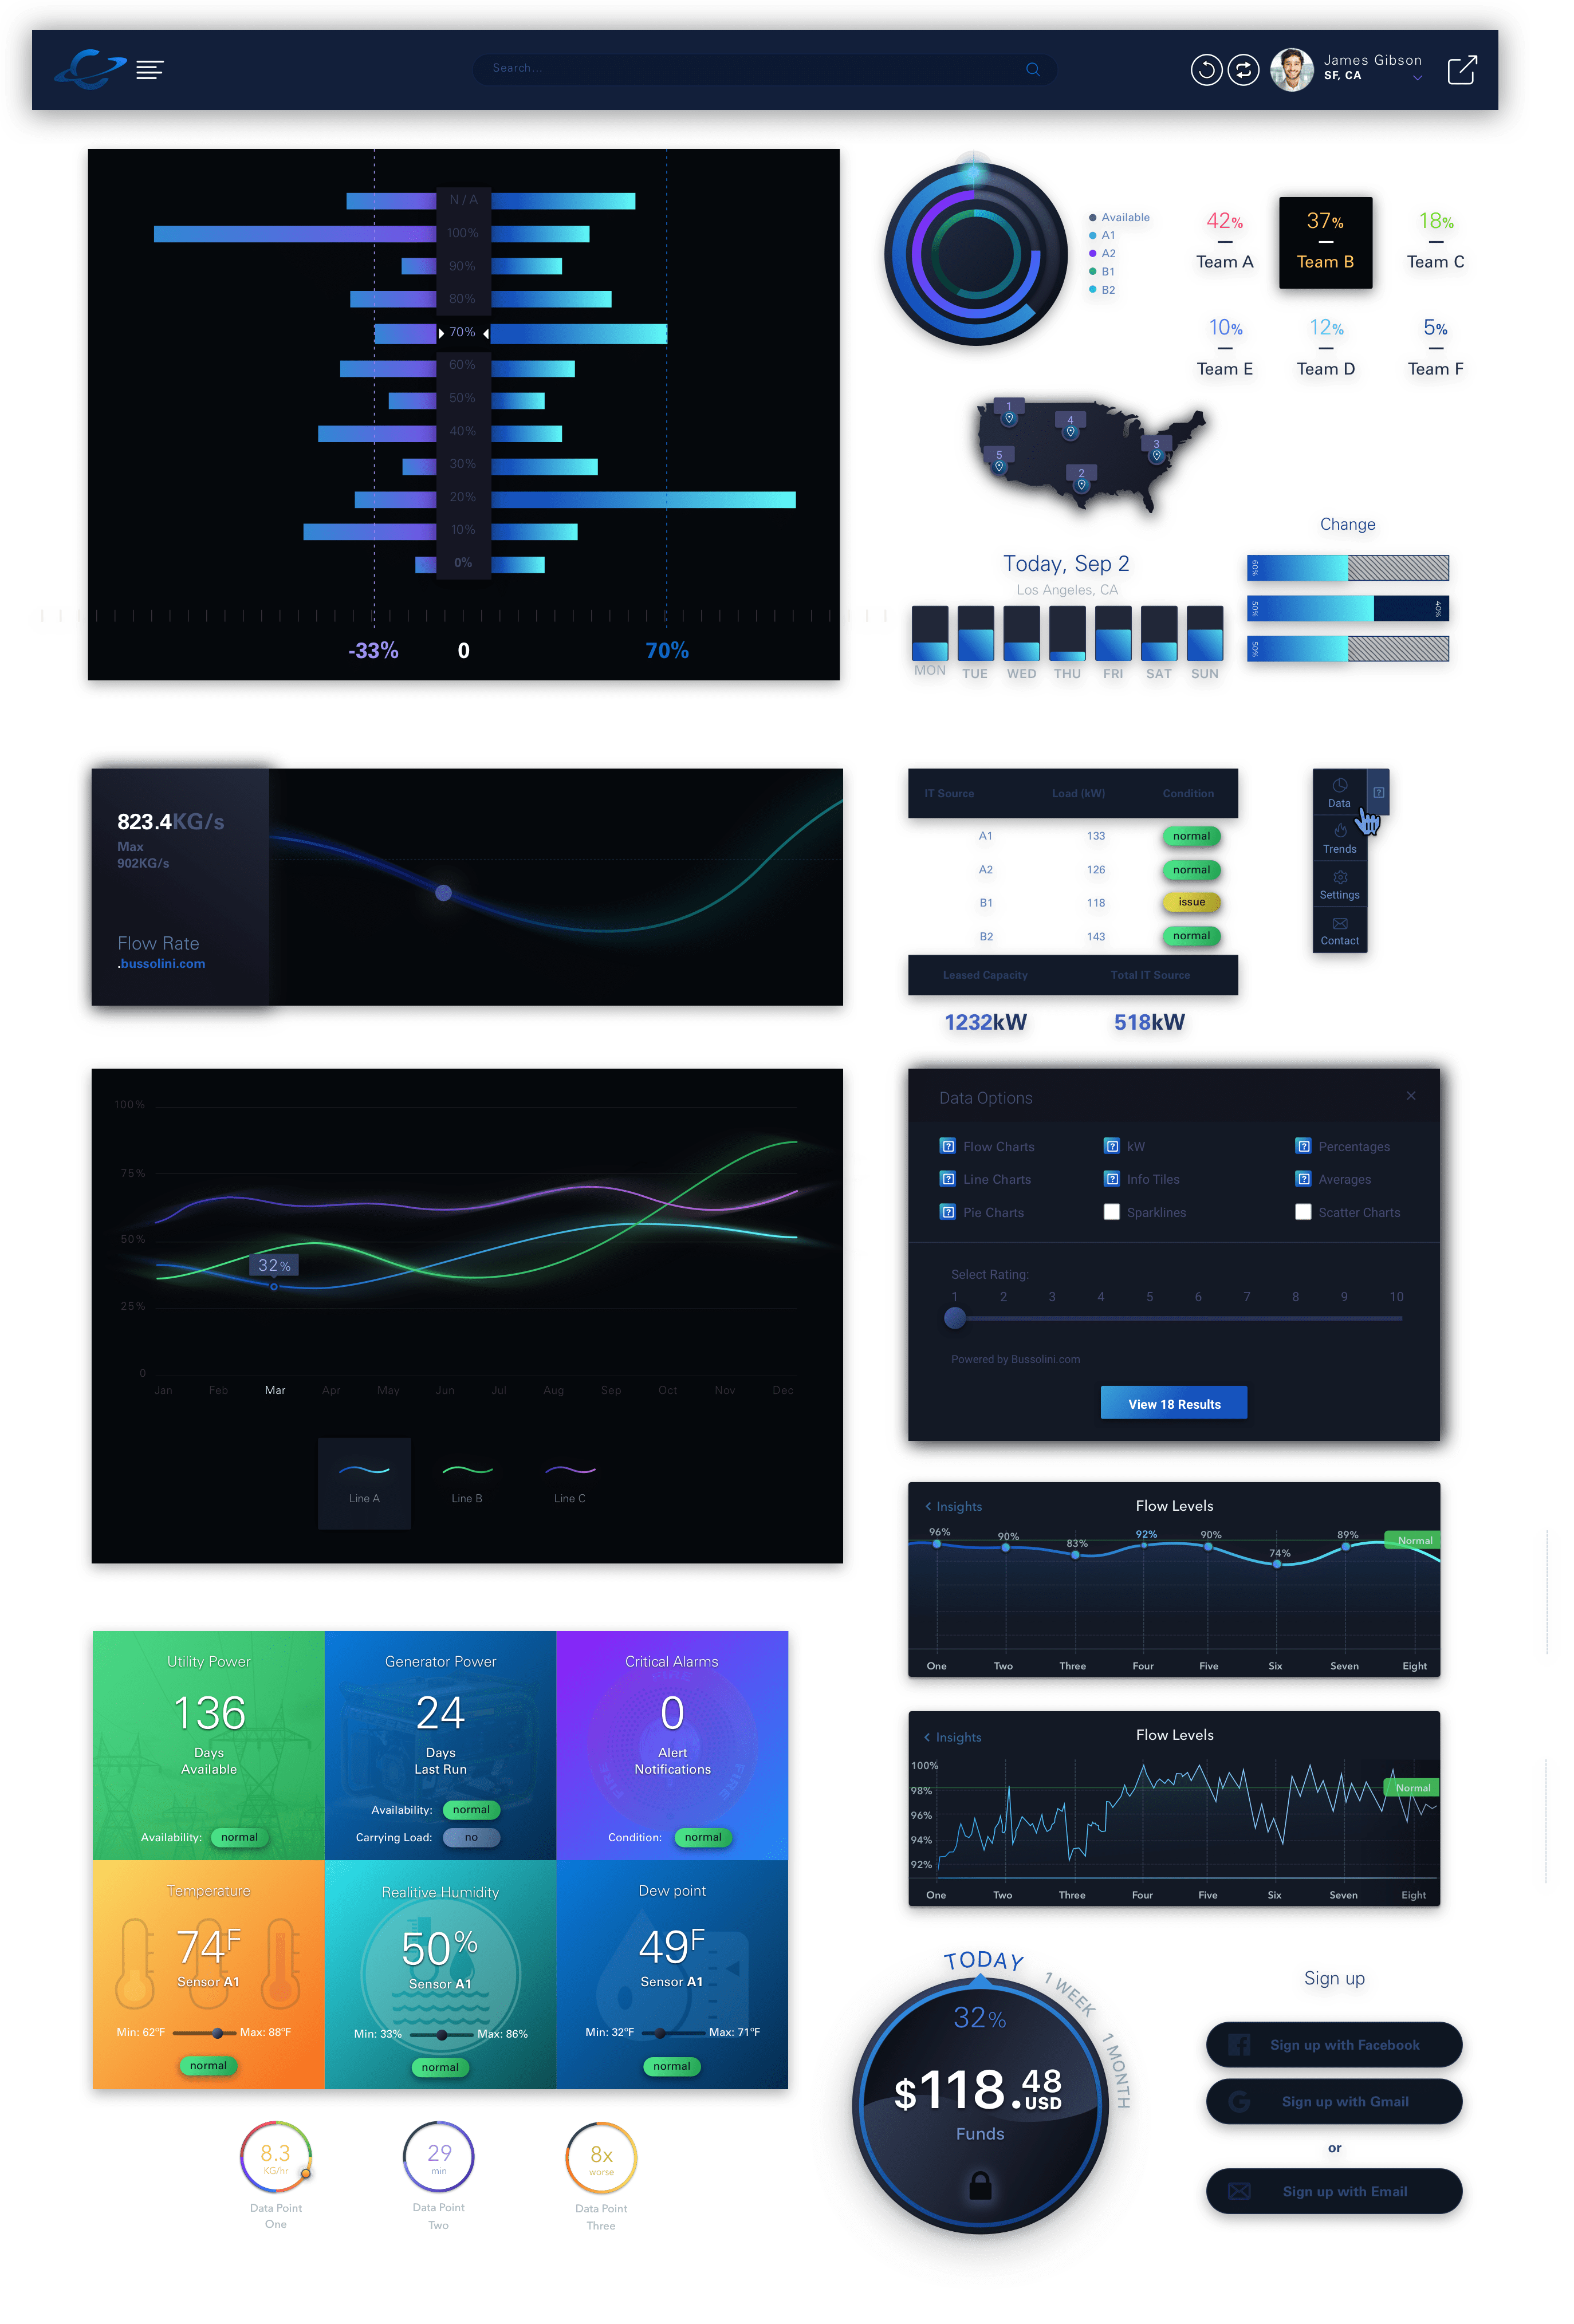 Search...
James Gibson
SF, CA
N / A
100%
90%
80%
70%
60%
50%
40%
30%
20%
10%
0%
-33% 0 70%
Available
A1
A2
B1
B2
42% 37% 18%
Team A Team B Team C
10% 12% 5%
Team E Team D Team F
1
4
3
5
2
Today, Sep 2
Los Angeles, CA
MON TUE WED THU FRI SAT SUN
Change
60%
50% 40%
50%
823.4KG/s
Max
902KG/s
Flow Rate
.bussolini.com
IT Source Load (kW) Condition
A1 133 normal
A2 126 normal
B1 118 issue
B2 143 normal
Leased Capacity Total IT Source
1232kW 518kW
Data
Trends
Settings
Contact
100%
75%
50%
25%
0
32%
Jan Feb Mar Apr May Jun Jul Aug Sep Oct Nov Dec
Line A Line B Line C
Data Options
Flow Charts kW Percentages
Line Charts Info Tiles Averages
Pie Charts Sparklines Scatter Charts
Select Rating:
1 2 3 4 5 6 7 8 9 10
Powered by Bussolini.com
View 18 Results
Insights Flow Levels
96% 90% 83% 92% 90% 74% 89% Normal
One Two Three Four Five Six Seven Eight
Insights Flow Levels
100%
98% Normal
96%
94%
92%
One Two Three Four Five Six Seven Eight
Utility Power
136
Days
Available
Availability: normal
Generator Power
24
Days
Last Run
Availability: normal
Carrying Load: no
Critical Alarms
0
Alert
Notifications
FIRE
FIRE
Condition: normal
Temperature
74F
Sensor A1
Min: 62°F Max: 88°F
normal
Realitive Humidity
50%
Sensor A1
Min: 33% Max: 86%
normal
Dew point
49F
Sensor A1
Min: 32°F Max: 71°F
normal
8.3
KG/hr
Data Point
One
29
min
Data Point
Two
8x
worse
Data Point
Three
TODAY
1 WEEK
1 MONTH
32%
$118.48
USD
Funds
Sign up
Sign up with Facebook
Sign up with Gmail
or
Sign up with Email